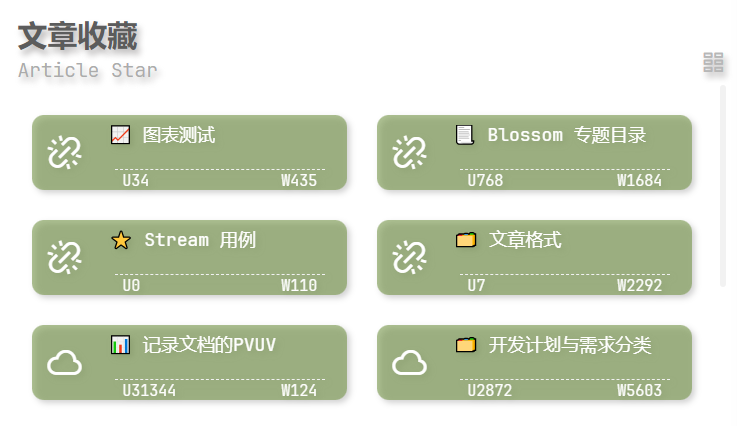 文章收藏
Article Star
图表测试
U34 W435
Blossom 专题目录
U768 W1684
Stream 用例
U0 W110
文章格式
U7 W2292
记录文档的PVUV
U31344 W124
开发计划与需求分类
U2872 W5603